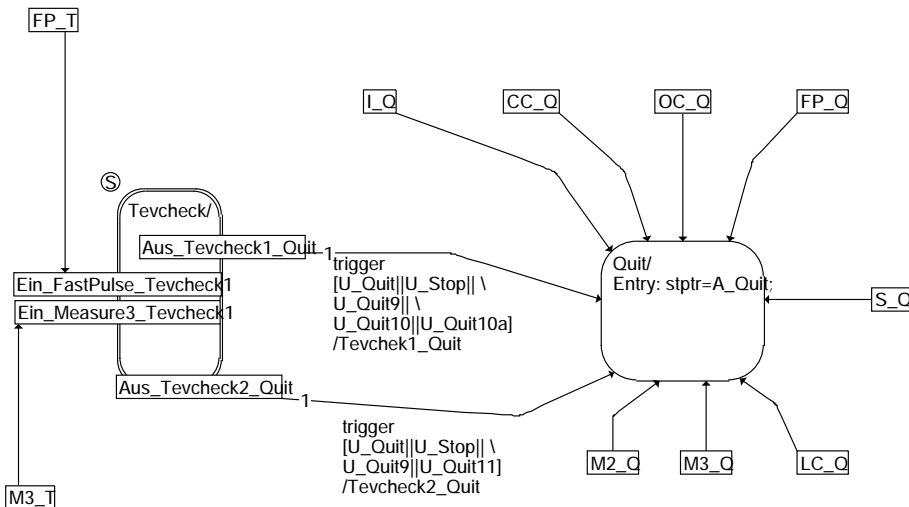 FP_T
I_Q
CC_Q
OC_Q
FP_Q
S
Tevcheck/
Aus_Tevcheck1_Quit
1
Ein_FastPulse_Tevcheck1
Ein_Measure3_Tevcheck1
Aus_Tevcheck2_Quit
1
trigger
[U_Quit||U_Stop|| \
U_Quit9|| \
U_Quit10||U_Quit10a]
/Tevchek1_Quit
Quit/
Entry: stptr=A_Quit;
S_Q
trigger
[U_Quit||U_Stop|| \
U_Quit9||U_Quit11]
/Tevcheck2_Quit
M2_Q
M3_Q
LC_Q
M3_T